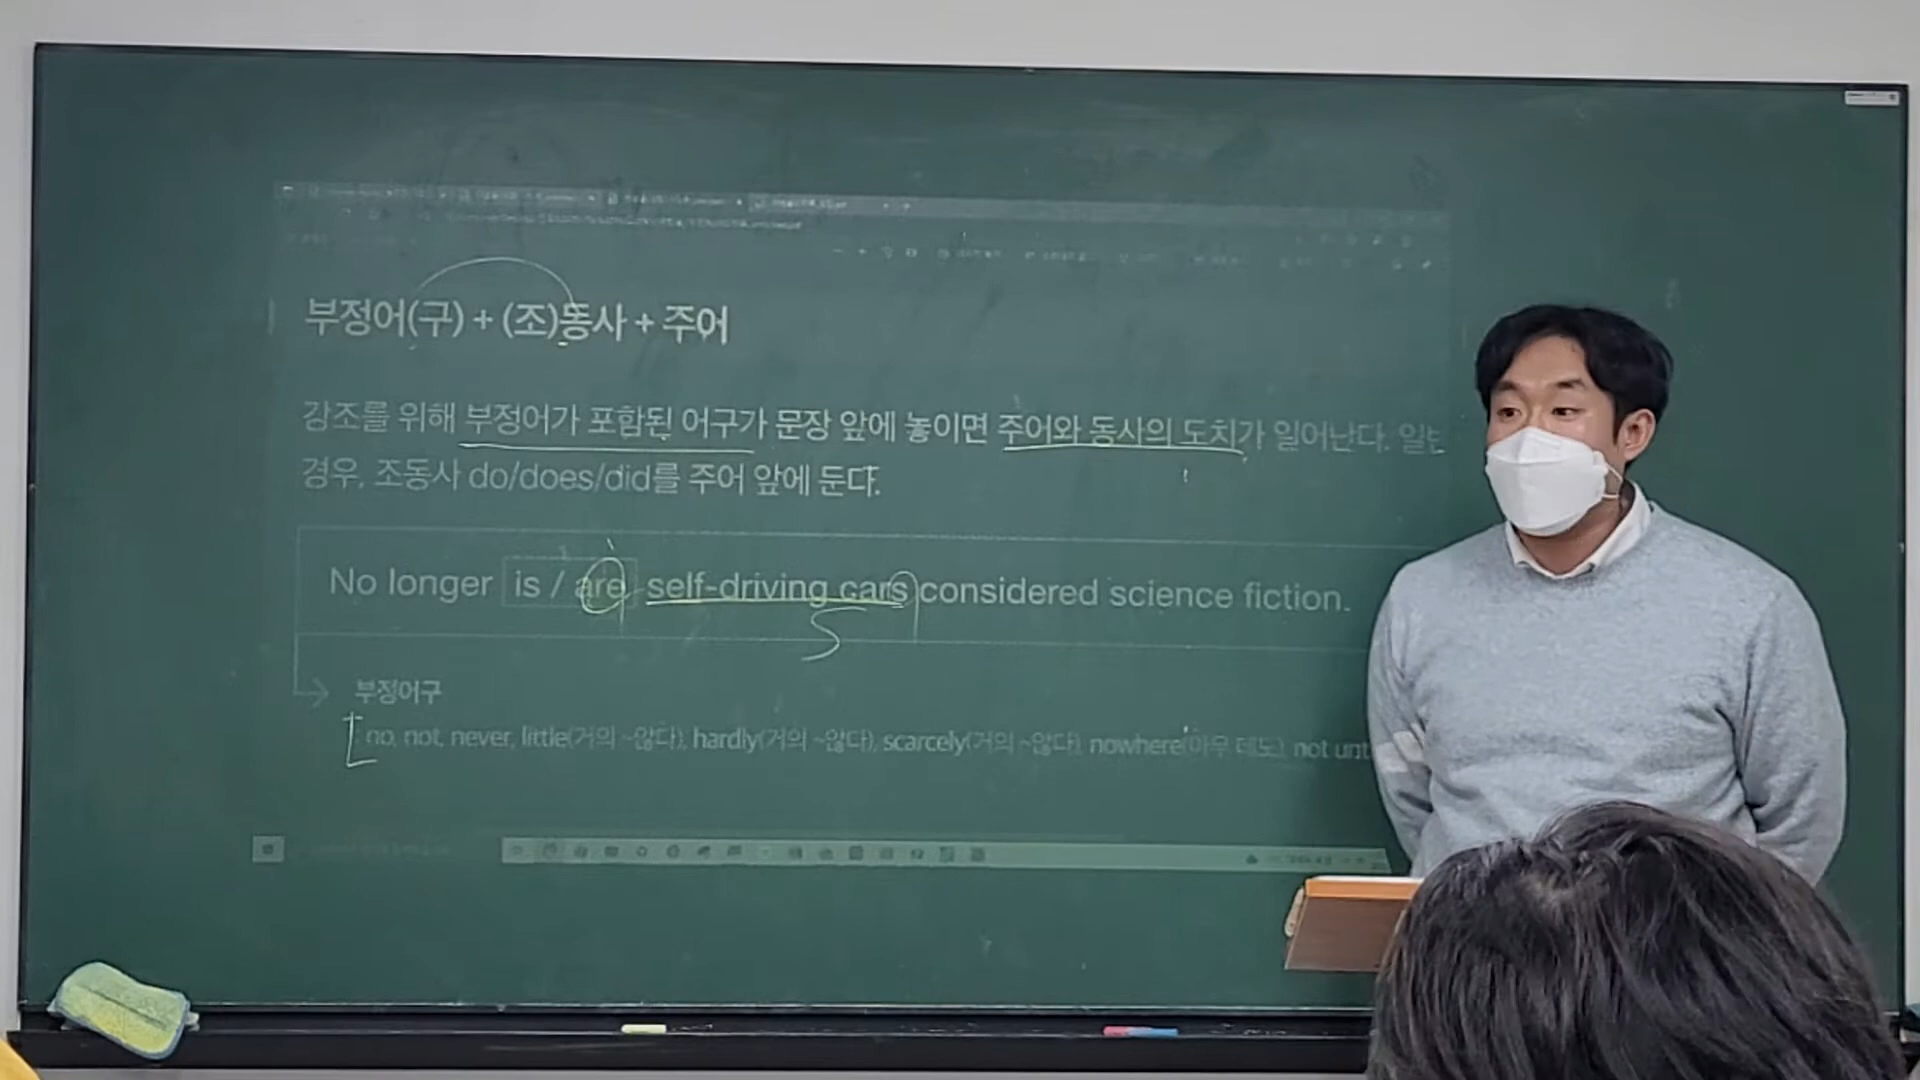 부정어(구) + (조)동사 + 주어
강조를 위해 부정어가 포함된 어구가 문장 앞에 놓이면 주어와 동사의 도치가 일어난다.
경우, 조동사 do/does/did를 주어 앞에 둔다.
No longer is / are self-driving cars considered science fiction.
S
부정어구
no, not, never, little(거의 ~않다), hardly(거의 ~않다), scarcely(거의 ~않다), nowhere(아무 데도), not